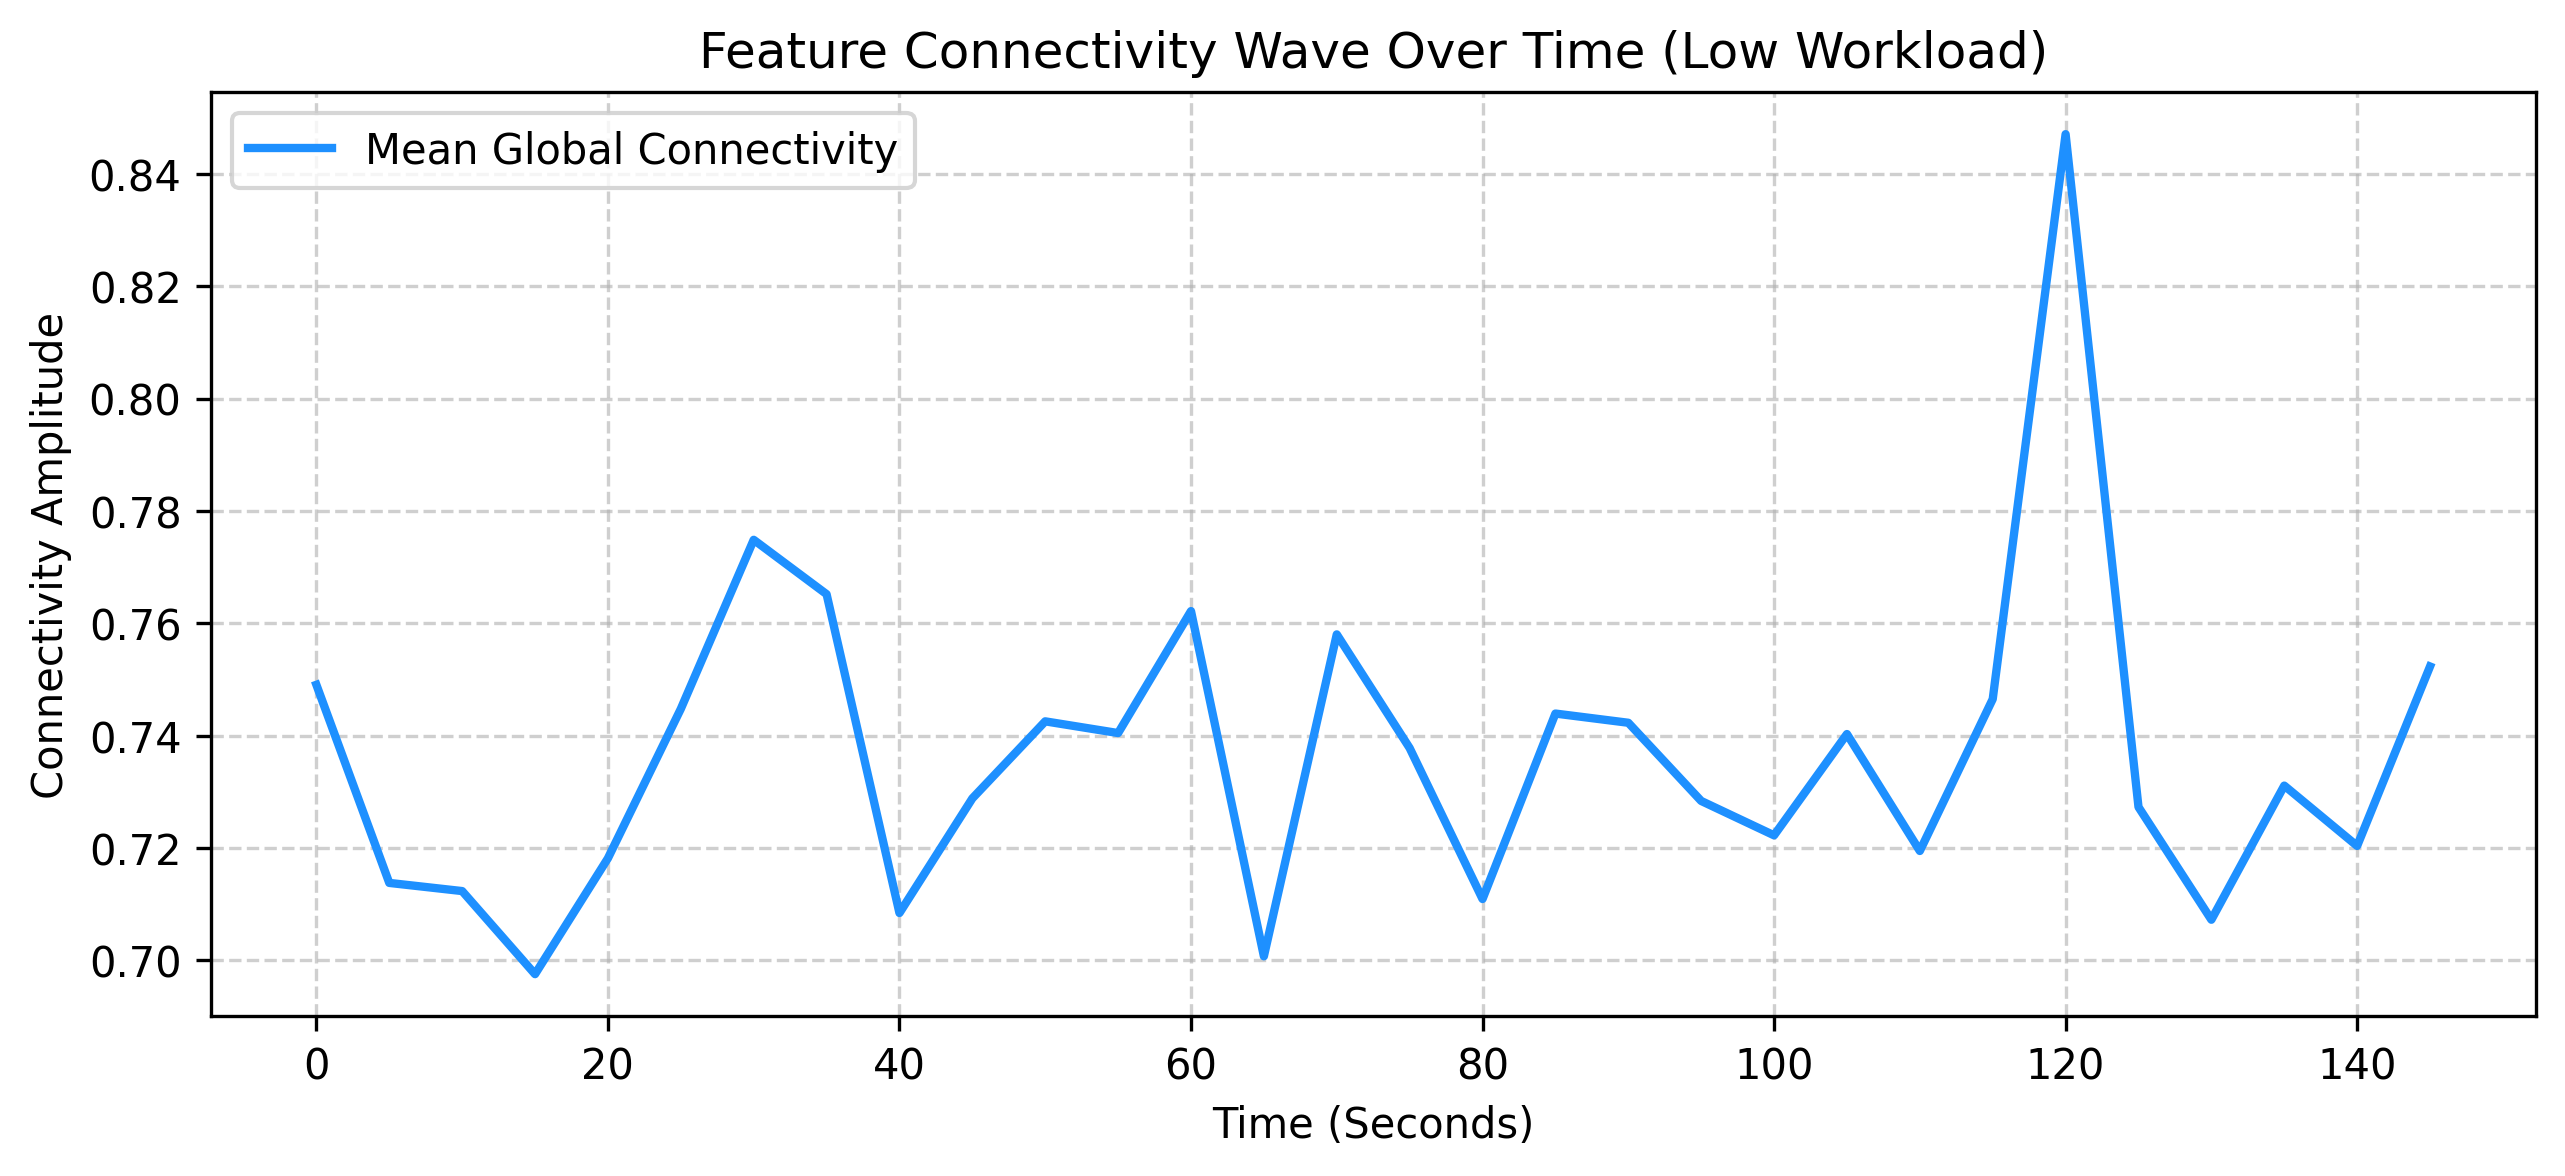 Feature Connectivity Wave Over Time (Low Workload)
Mean Global Connectivity
Connectivity Amplitude
0.84
0.82
0.80
0.78
0.76
0.74
0.72
0.70
0 20 40 60 80 100 120 140
Time (Seconds)